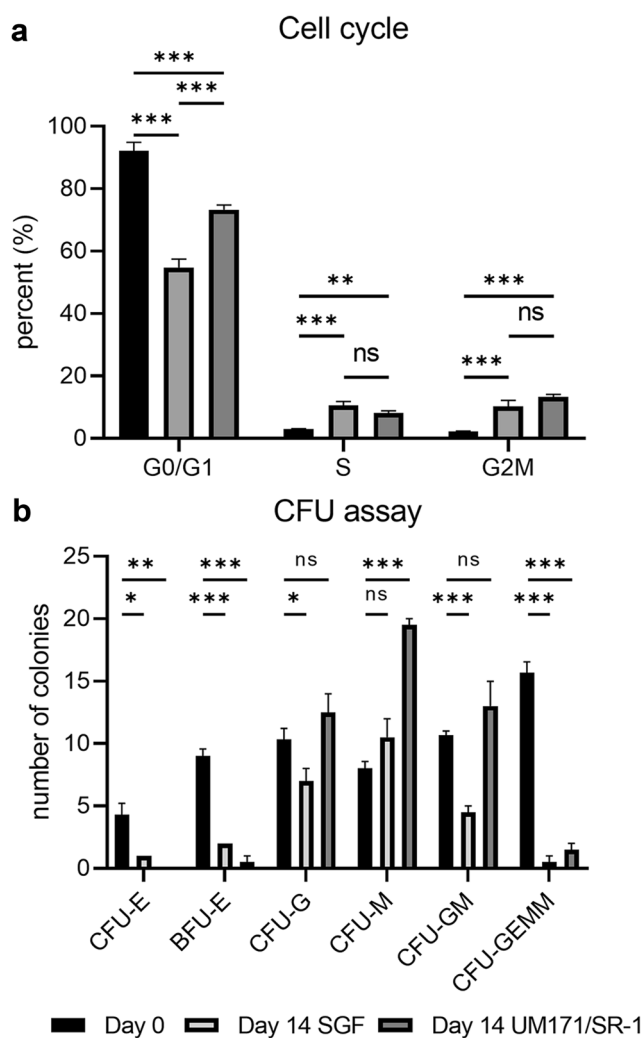 a
Cell cycle
***
*** ***
100
80
60
40
20
0
percent (%)
** ***
*** ns
ns ***
G0/G1 S G2M
b
CFU assay
25
20
15
10
5
0
number of colonies
** *** ns *** ns ***
* *** * ns *** ***
CFU-E BFU-E CFU-G CFU-M CFU-GM CFU-GEMM
Day 0 Day 14 SGF Day 14 UM171/SR-1